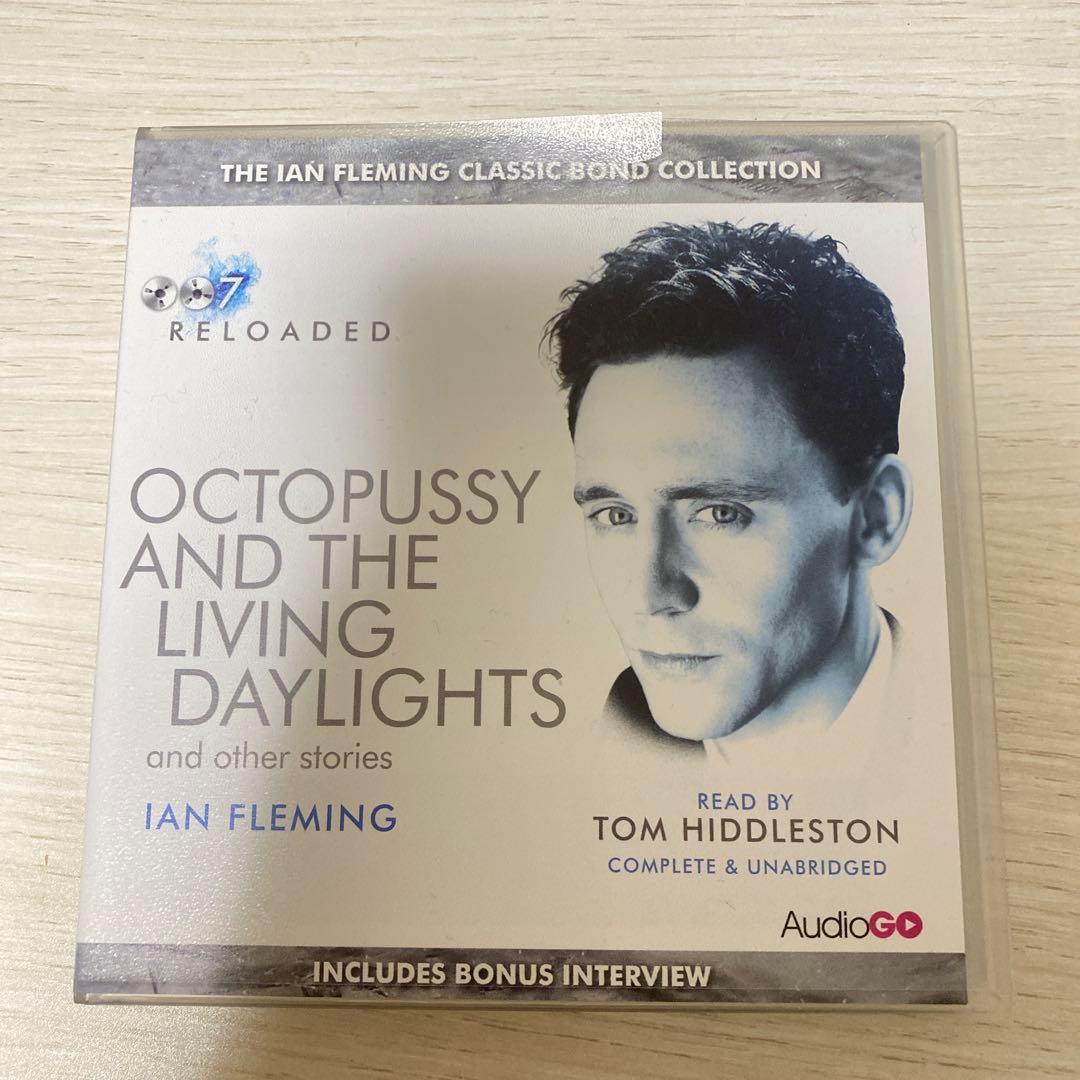 THE IAN FLEMING CLASSIC BOND COLLECTION
007
RELOADED
OCTOPUSSY
AND THE
LIVING
DAYLIGHTS
and other stories
IAN FLEMING
READ BY
TOM HIDDLESTON
COMPLETE & UNABRIDGED
AudioGO
INCLUDES BONUS INTERVIEW